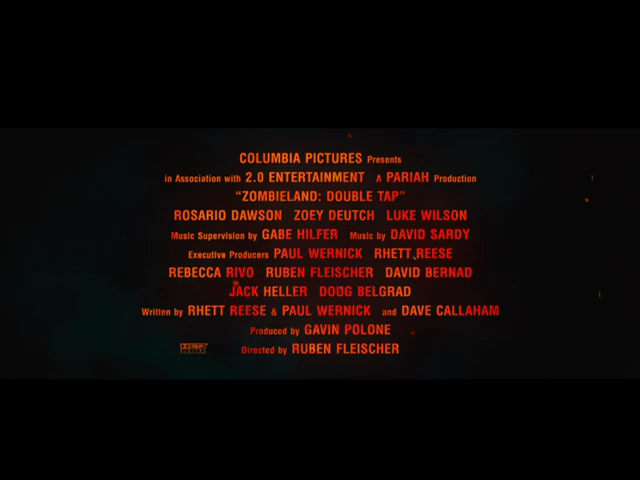 COLUMBIA PICTURES Presents
in Association with 2.0 ENTERTAINMENT A PARIAH Production
“ZOMBIELAND: DOUBLE TAP”
ROSARIO DAWSON ZOEY DEUTCH LUKE WILSON
Music Supervision by GABE HILFER Music by DAVID SARDY
Executive Producers PAUL WERNICK RHETT REESE
REBECCA RIVO RUBEN FLEISCHER DAVID BERNAD
JACK HELLER DOUG BELGRAD
Written by RHETT REESE & PAUL WERNICK and DAVE CALLAHAM
Produced by GAVIN POLONE
Directed by RUBEN FLEISCHER